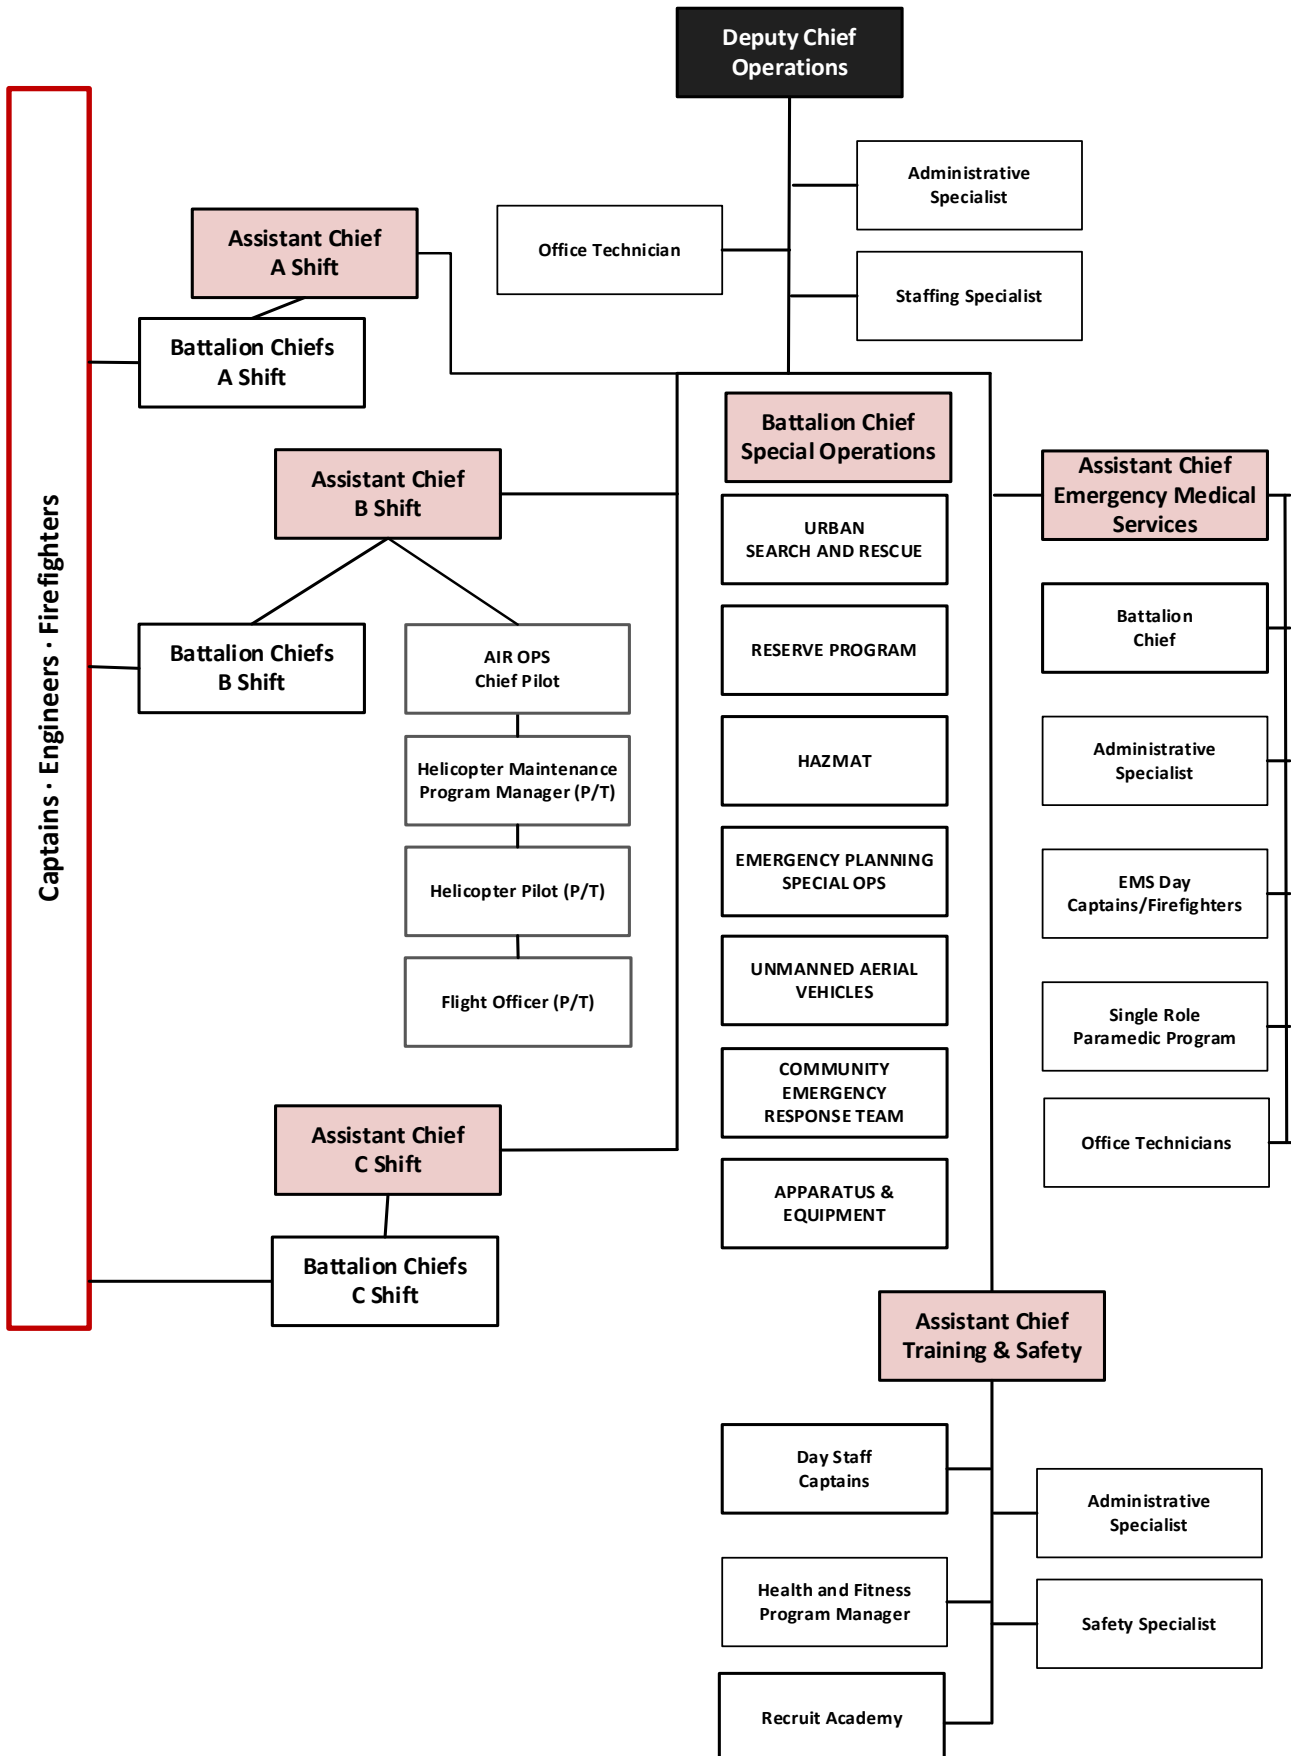 Deputy Chief
Operations
Administrative
Specialist
Office Technician
Staffing Specialist
Captains · Engineers · Firefighters
Assistant Chief
A Shift
Battalion Chiefs
A Shift
Assistant Chief
B Shift
Battalion Chiefs
B Shift
AIR OPS
Chief Pilot
Helicopter Maintenance
Program Manager (P/T)
Helicopter Pilot (P/T)
Flight Officer (P/T)
Assistant Chief
C Shift
Battalion Chiefs
C Shift
Battalion Chief
Special Operations
URBAN
SEARCH AND RESCUE
RESERVE PROGRAM
HAZMAT
EMERGENCY PLANNING
SPECIAL OPS
UNMANNED AERIAL
VEHICLES
COMMUNITY
EMERGENCY
RESPONSE TEAM
APPARATUS &
EQUIPMENT
Assistant Chief
Emergency Medical
Services
Battalion
Chief
Administrative
Specialist
EMS Day
Captains/Firefighters
Single Role
Paramedic Program
Office Technicians
Assistant Chief
Training & Safety
Day Staff
Captains
Administrative
Specialist
Health and Fitness
Program Manager
Safety Specialist
Recruit Academy